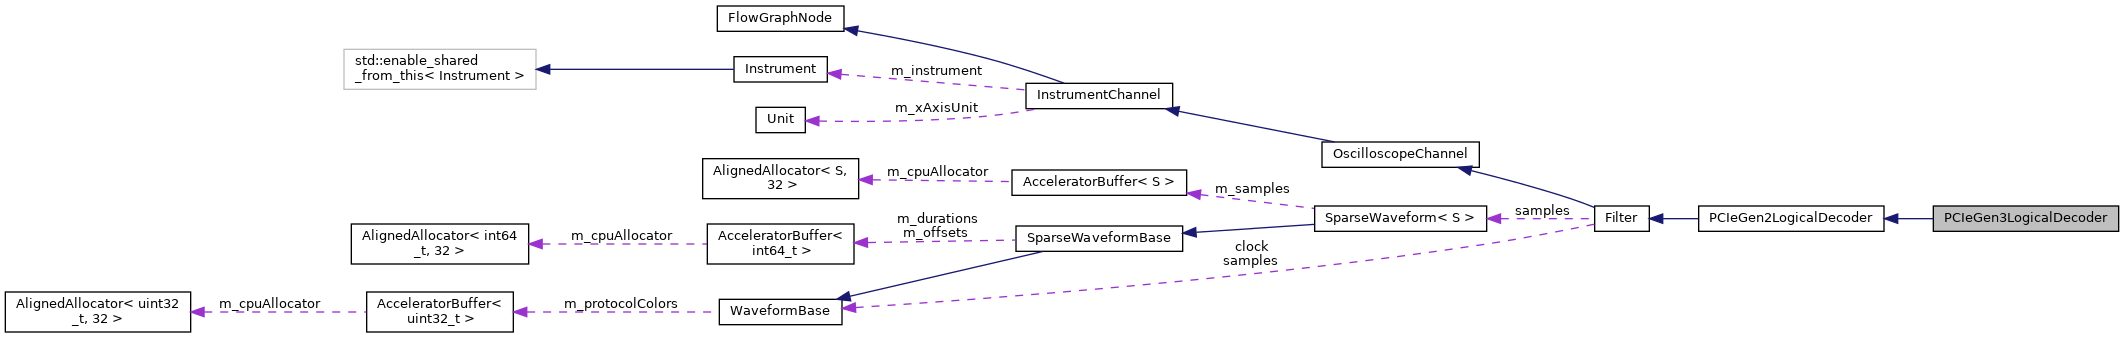 FlowGraphNode
std::enable_shared
_from_this< Instrument >
Instrument
m_instrument
InstrumentChannel
m_xAxisUnit
Unit
OscilloscopeChannel
AlignedAllocator< S,
32 >
m_cpuAllocator
AcceleratorBuffer< S >
m_samples
SparseWaveform< S >
samples
Filter
PCIeGen2LogicalDecoder
PCIeGen3LogicalDecoder
AlignedAllocator< int64
_t, 32 >
m_cpuAllocator
AcceleratorBuffer<
int64_t >
m_durations
m_offsets
SparseWaveformBase
clock
samples
AlignedAllocator< uint32
_t, 32 >
m_cpuAllocator
AcceleratorBuffer<
uint32_t >
m_protocolColors
WaveformBase